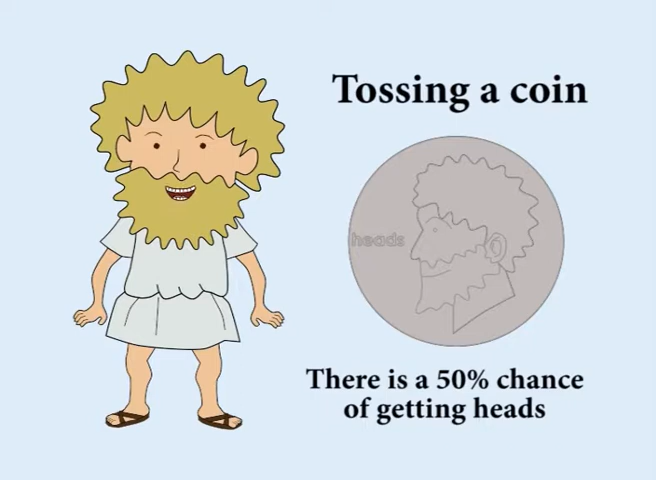 Tossing a coin
heads
There is a 50% chance
of getting heads